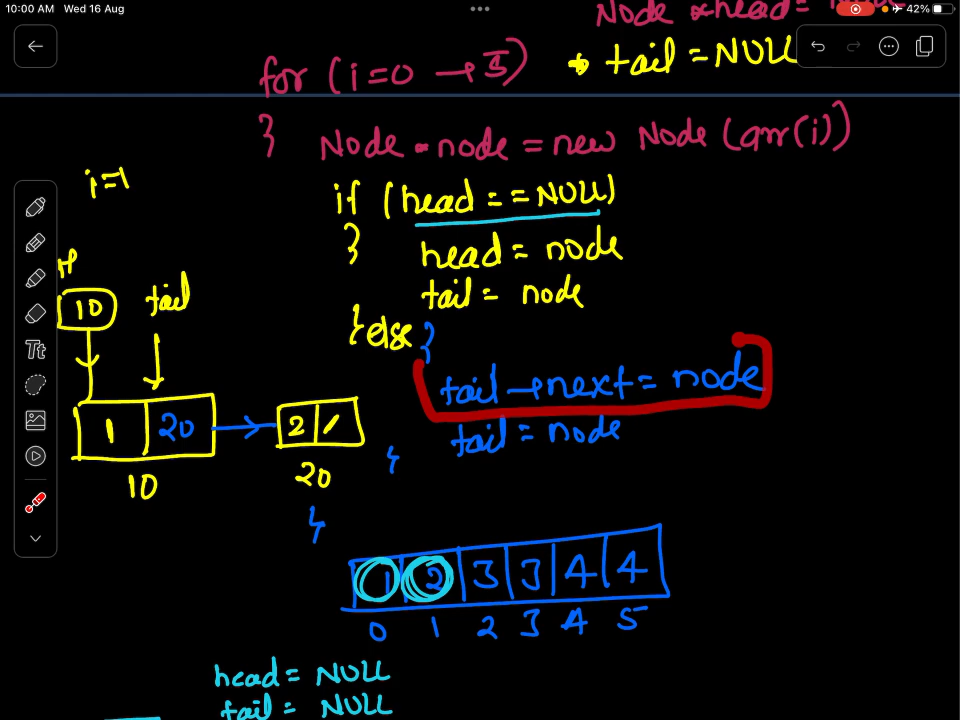 10:00 AM Wed 16 Aug
42%
Node *head = 
for (i=0 → 5)
tail = NULL
} Node *node = new Node (arr(i))
i=1
if (head == NULL)
} head = node
tail = node
H
10
tail
}else }
tail→next = node
tail = node
1 20
2
10
20
Tt
1 2 3 3 4 4
0 1 2 3 4 5
head = NULL
tail = NULL